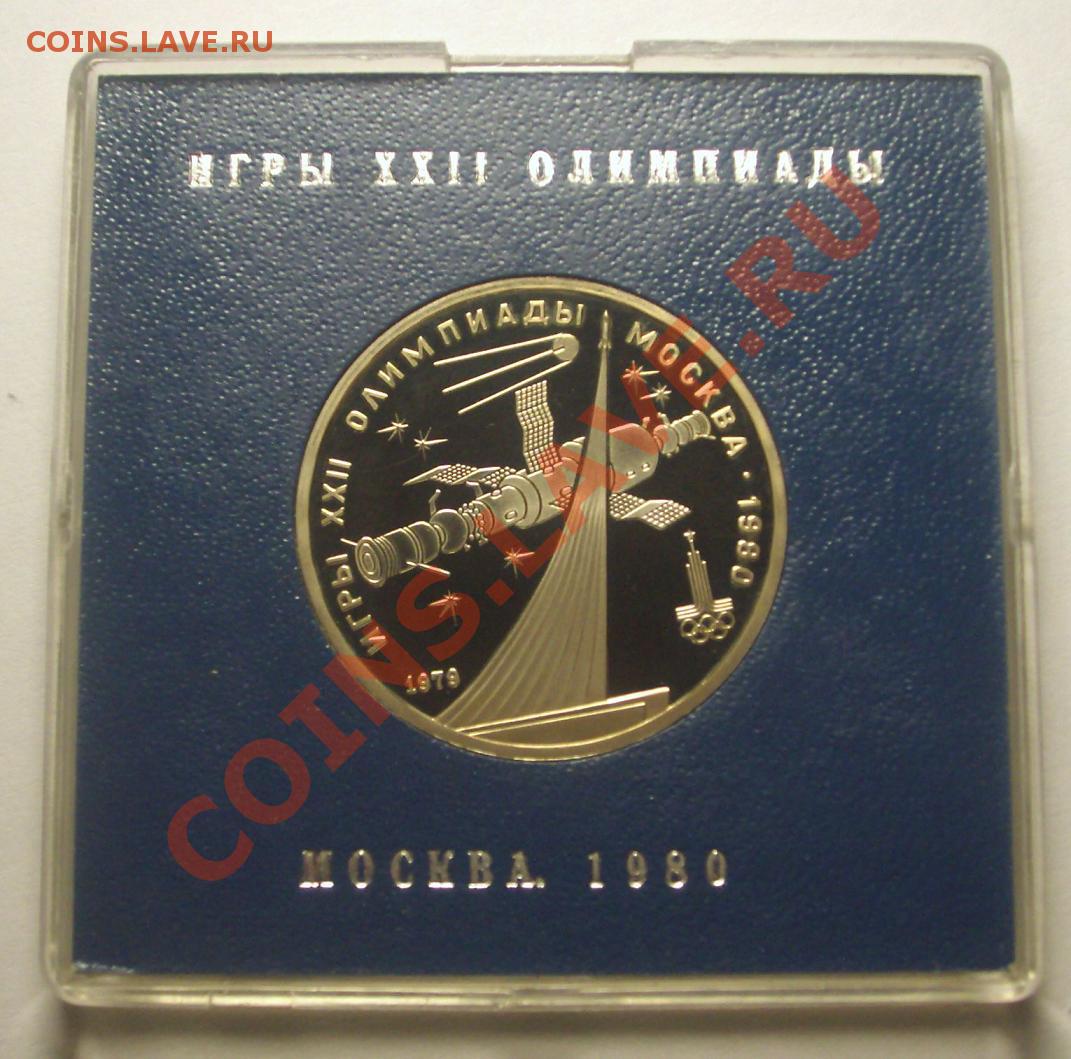 COINS.LAVE.RU
ИГРЫ XXII ОЛИМПИАДЫ
ИГРЫ XXII ОЛИМПИАДЫ МОСКВА · 1980
1979
COINS.LAVE.RU
МОСКВА. 1980